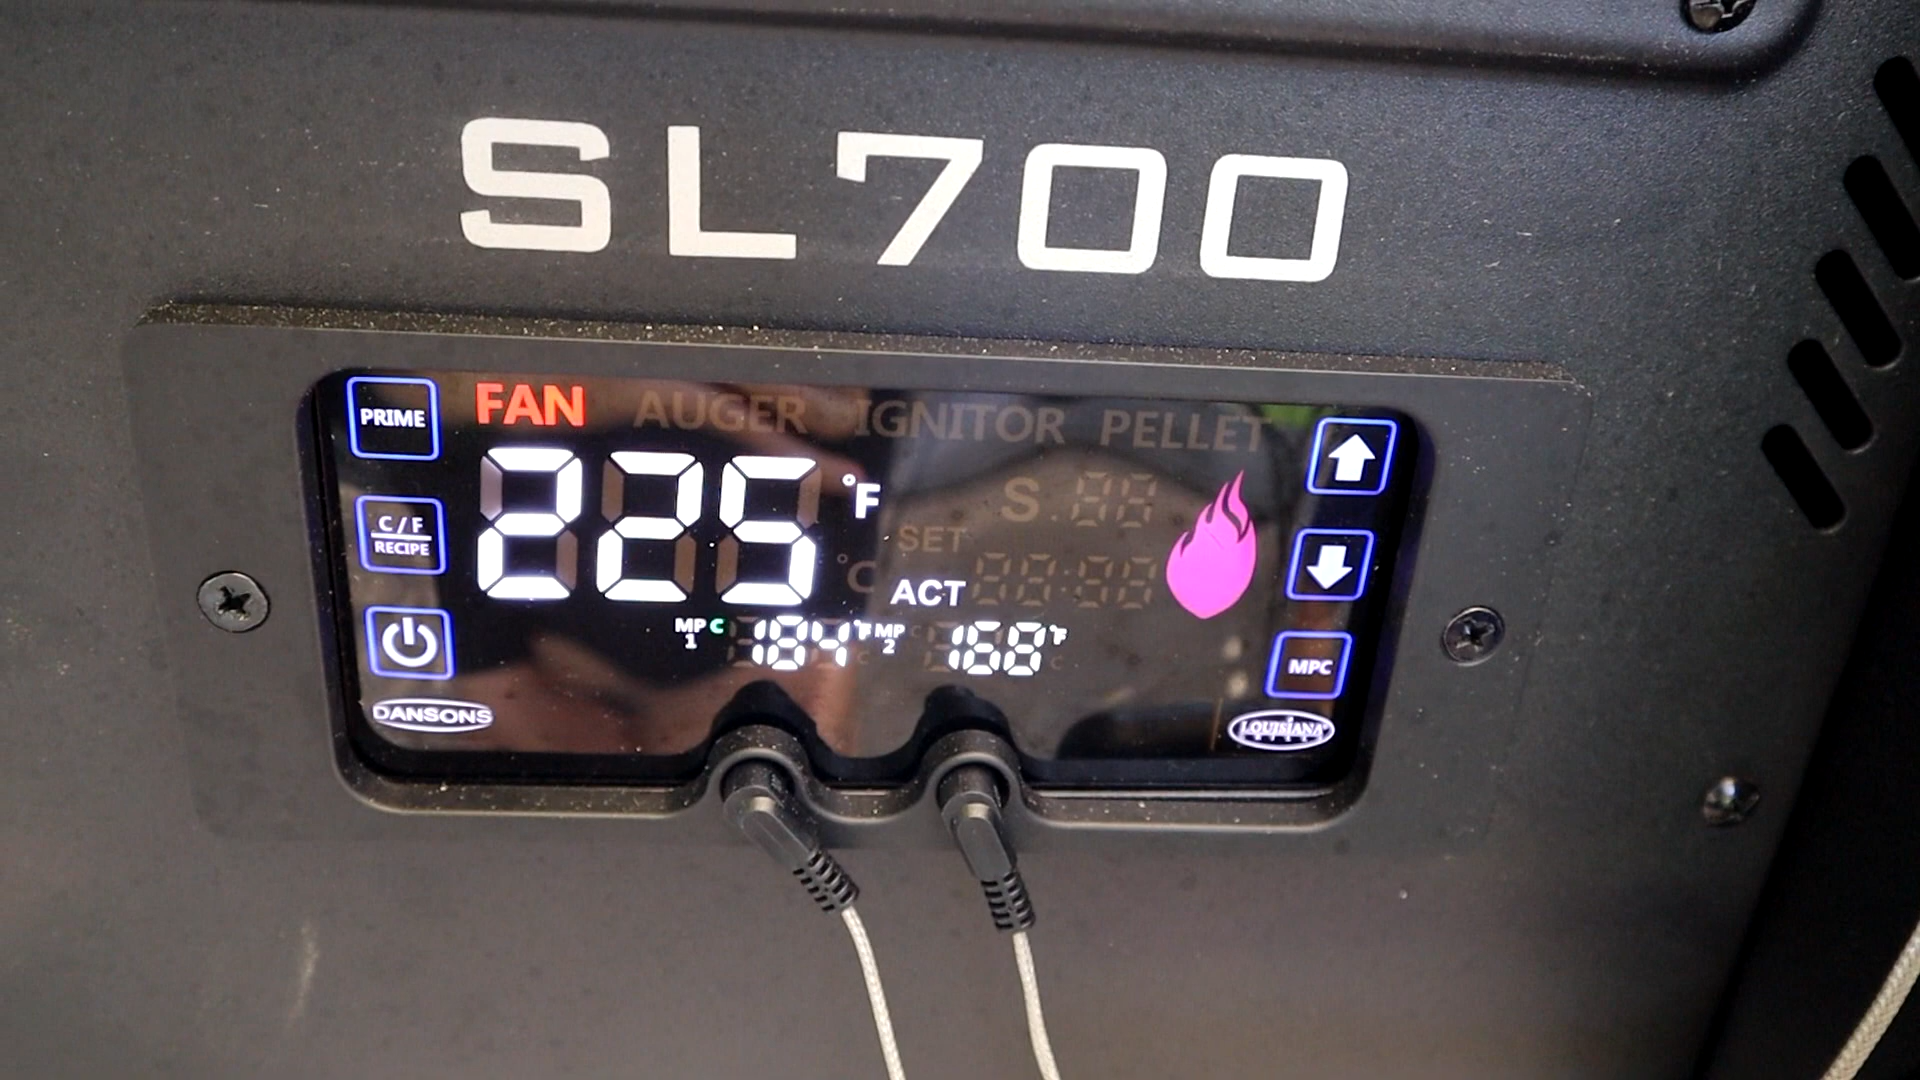 SL700
PRIME
FAN AUGER IGNITOR PELLET
225 °F
°C
S
SET
ACT
C / F
RECIPE
MP 1 C 184 °F
MP 2 C 168 °F
MPC
DANSONS
LOUISIANA